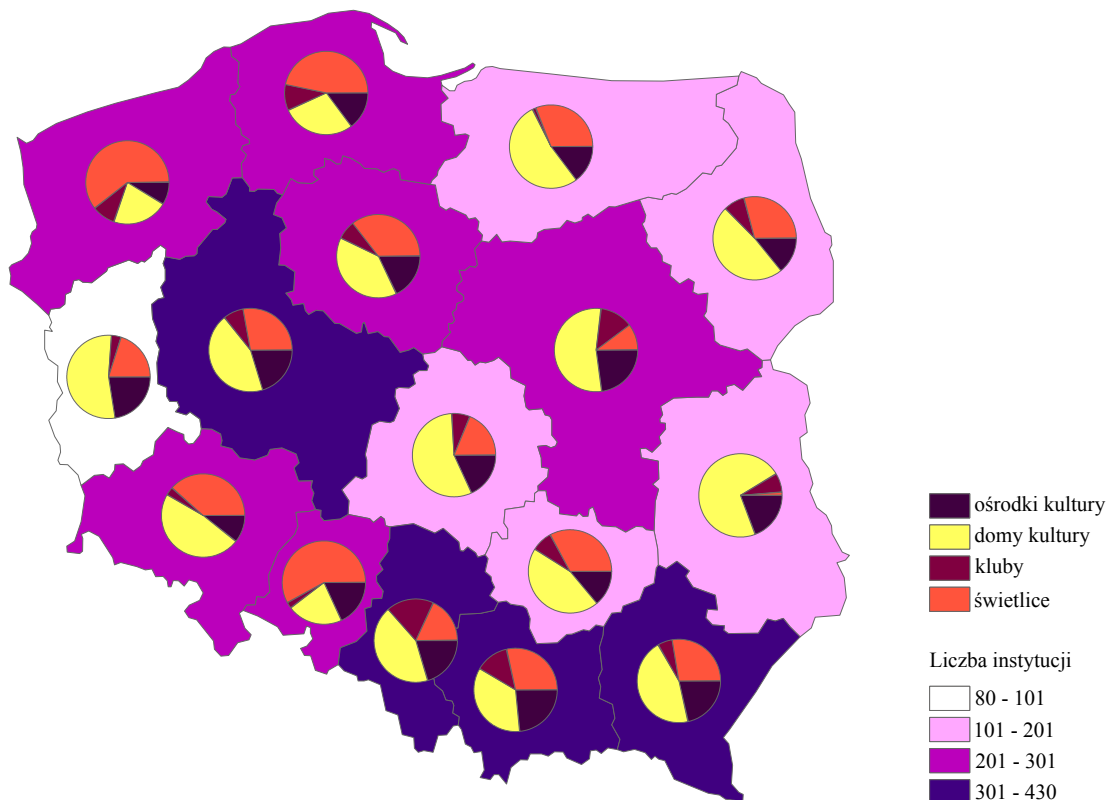 ośrodki kultury
domy kultury
kluby
świetlice
Liczba instytucji
80 - 101
101 - 201
201 - 301
301 - 430